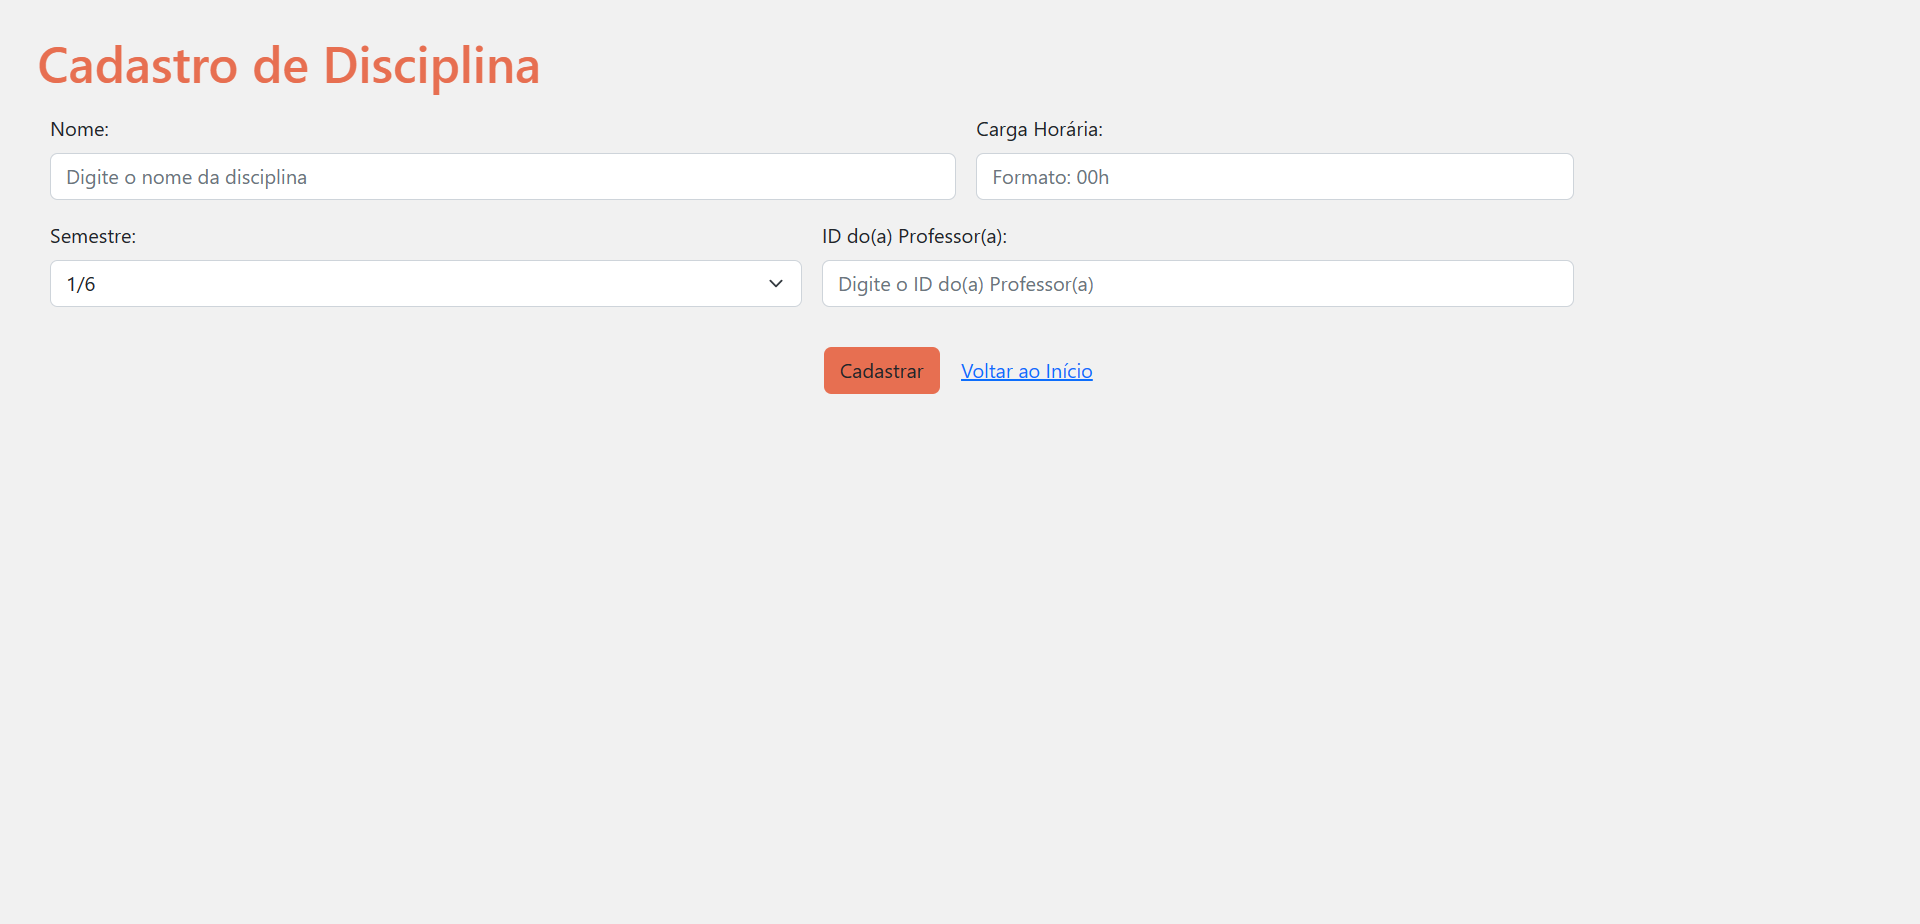 Cadastro de Disciplina
Nome:
Carga Horária:
Digite o nome da disciplina
Formato: 00h
Semestre:
ID do(a) Professor(a):
1/6
Digite o ID do(a) Professor(a)
Cadastrar
Voltar ao Início